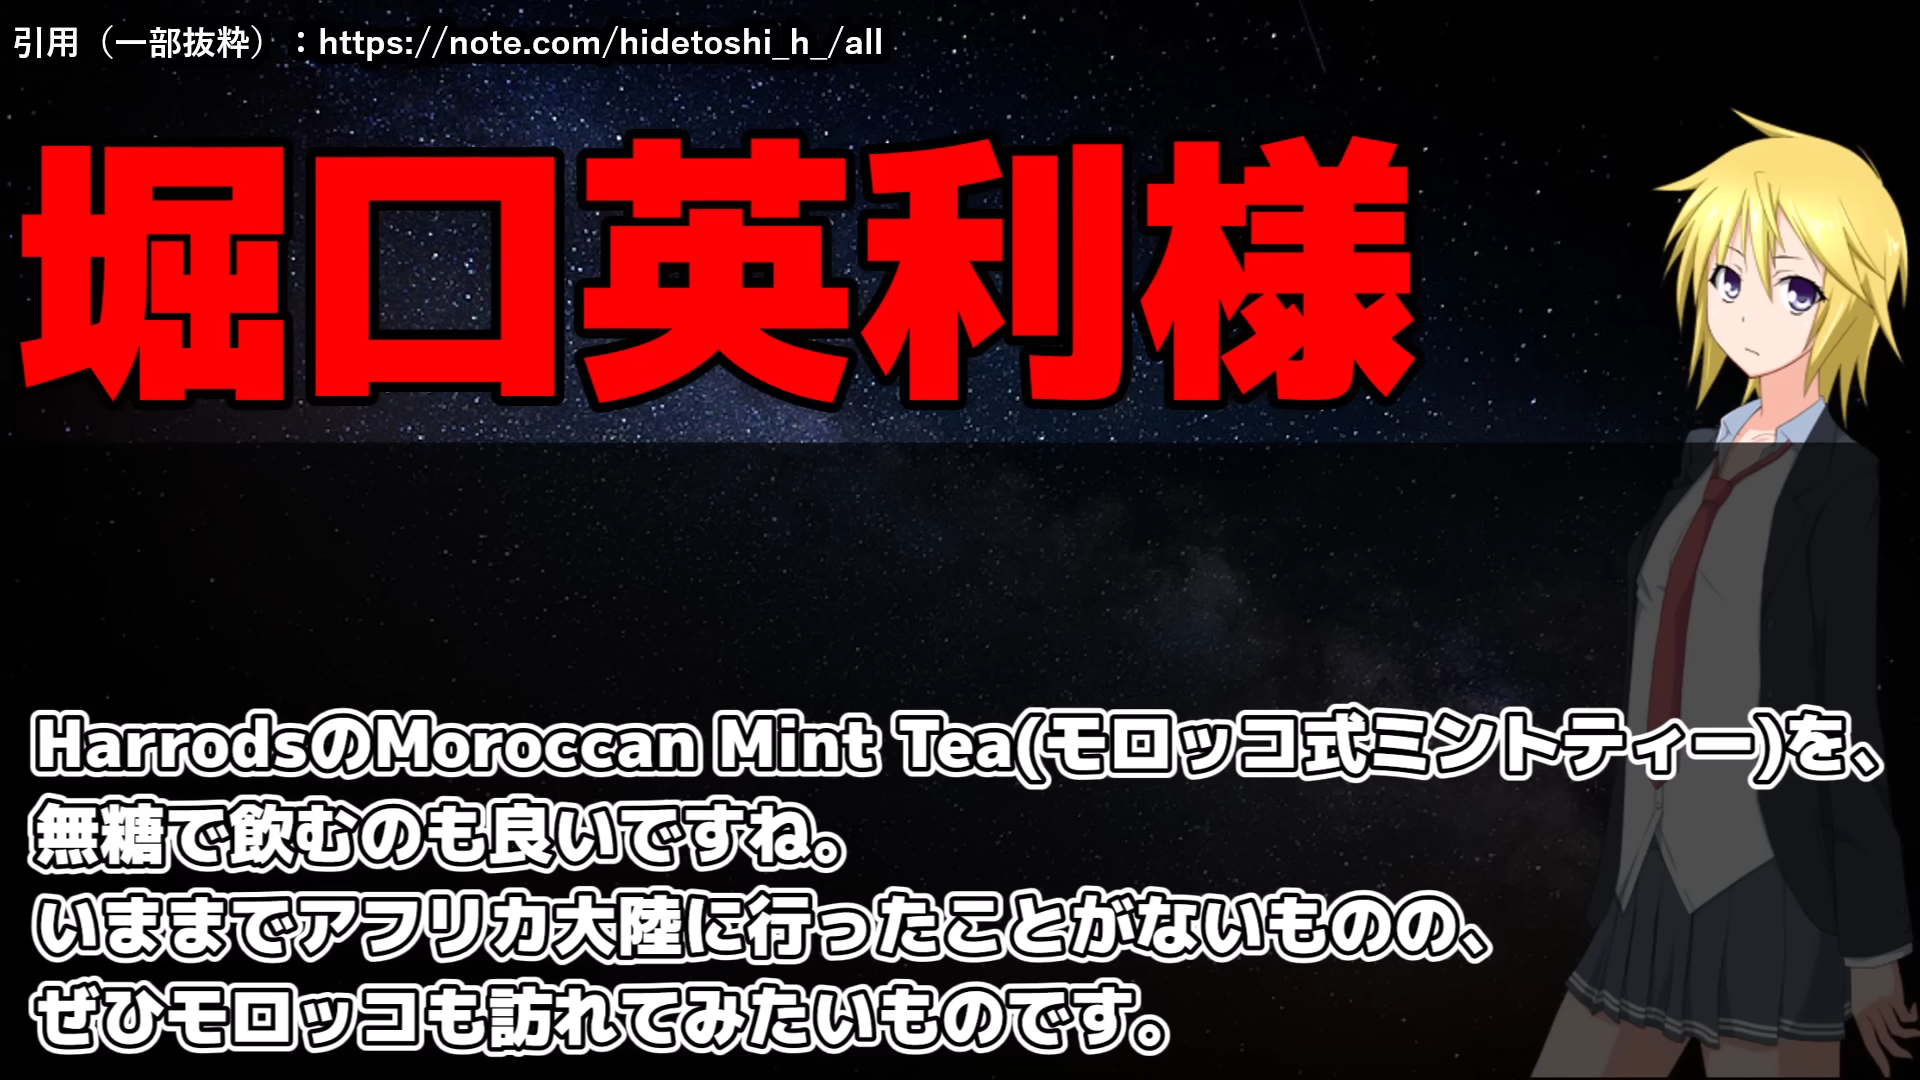 引用（一部抜粋）：https://note.com/hidetoshi_h_/all
堀口英利様
HarrodsのMoroccan Mint Tea(モロッコ式ミントティー)を、
無糖で飲むのも良いですね。
いままでアフリカ大陸に行ったことがないものの、
ぜひモロッコも訪れてみたいものです。